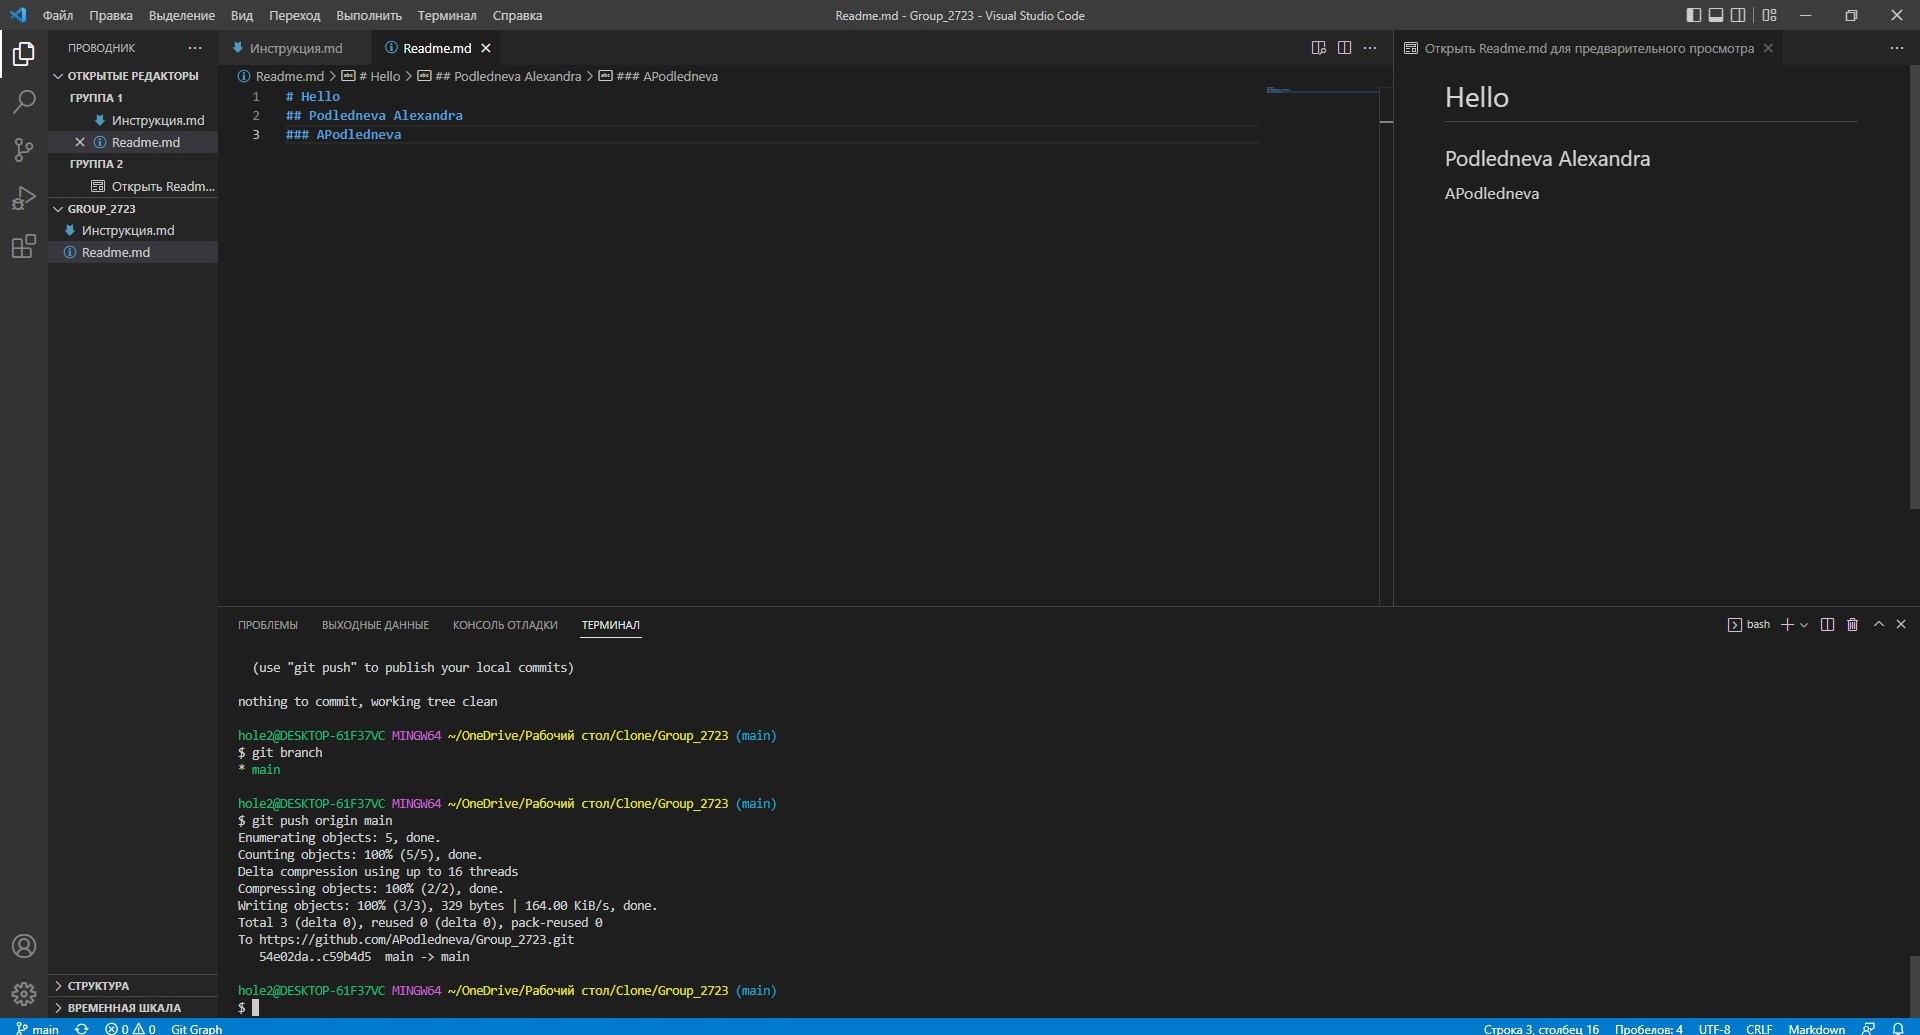 Файл Правка Выделение Вид Переход Выполнить Терминал Справка
Readme.md - Group_2723 - Visual Studio Code
ПРОВОДНИК
ОТКРЫТЫЕ РЕДАКТОРЫ
ГРУППА 1
Инструкция.md
Readme.md
ГРУППА 2
Открыть Readm...
GROUP_2723
Инструкция.md
Readme.md
СТРУКТУРА
ВРЕМЕННАЯ ШКАЛА
Инструкция.md
Readme.md
Readme.md > # Hello > ## Podledneva Alexandra > ### APodledneva
1 # Hello
2 ## Podledneva Alexandra
3 ### APodledneva
Открыть Readme.md для предварительного просмотра
Hello
Podledneva Alexandra
APodledneva
ПРОБЛЕМЫ ВЫХОДНЫЕ ДАННЫЕ КОНСОЛЬ ОТЛАДКИ ТЕРМИНАЛ
bash
(use "git push" to publish your local commits)
nothing to commit, working tree clean
hole2@DESKTOP-61F37VC MINGW64 ~/OneDrive/Рабочий стол/Clone/Group_2723 (main)
$ git branch
* main
hole2@DESKTOP-61F37VC MINGW64 ~/OneDrive/Рабочий стол/Clone/Group_2723 (main)
$ git push origin main
Enumerating objects: 5, done.
Counting objects: 100% (5/5), done.
Delta compression using up to 16 threads
Compressing objects: 100% (2/2), done.
Writing objects: 100% (3/3), 329 bytes | 164.00 KiB/s, done.
Total 3 (delta 0), reused 0 (delta 0), pack-reused 0
To https://github.com/APodledneva/Group_2723.git
54e02da..c59b4d5 main -> main
hole2@DESKTOP-61F37VC MINGW64 ~/OneDrive/Рабочий стол/Clone/Group_2723 (main)
$
main 0 0 Git Graph
Строка 3, столбец 16 Пробелов: 4 UTF-8 CRLF Markdown